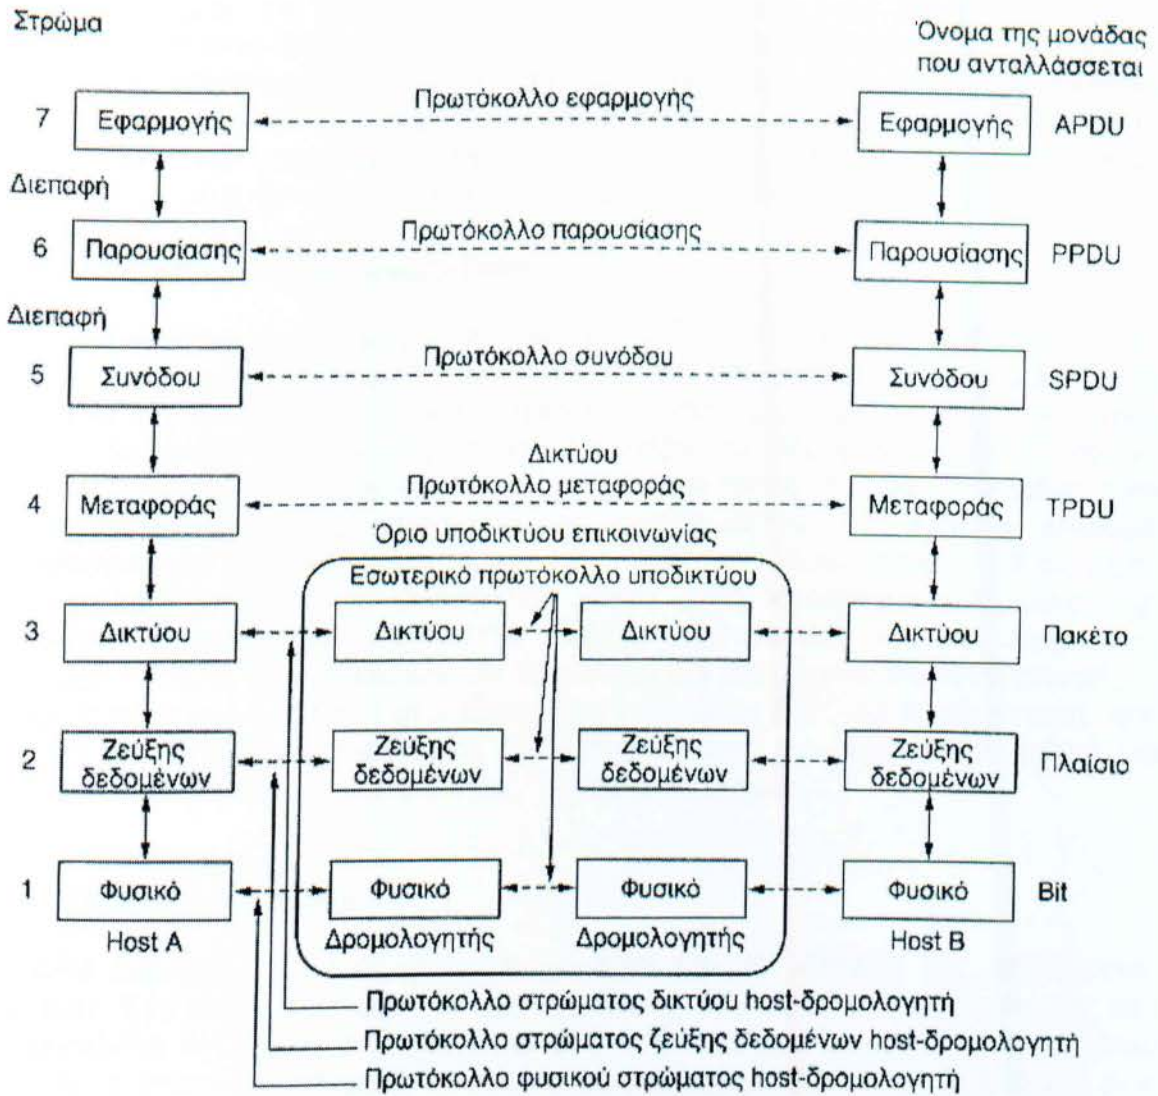 Στρώμα
Όνομα της μονάδας
που ανταλλάσσεται
7
Εφαρμογής
Πρωτόκολλο εφαρμογής
Εφαρμογής
APDU
Διεπαφή
6
Παρουσίασης
Πρωτόκολλο παρουσίασης
Παρουσίασης
PPDU
Διεπαφή
5
Συνόδου
Πρωτόκολλο συνόδου
Συνόδου
SPDU
4
Μεταφοράς
Δικτύου
Πρωτόκολλο μεταφοράς
Μεταφοράς
TPDU
Όριο υποδικτύου επικοινωνίας
Εσωτερικό πρωτόκολλο υποδικτύου
3
Δικτύου
Δικτύου
Δικτύου
Δικτύου
Πακέτο
2
Ζεύξης
δεδομένων
Ζεύξης
δεδομένων
Ζεύξης
δεδομένων
Ζεύξης
δεδομένων
Πλαίσιο
1
Φυσικό
Φυσικό
Φυσικό
Φυσικό
Bit
Host A
Δρομολογητής
Δρομολογητής
Host B
Πρωτόκολλο στρώματος δικτύου host-δρομολογητή
Πρωτόκολλο στρώματος ζεύξης δεδομένων host-δρομολογητή
Πρωτόκολλο φυσικού στρώματος host-δρομολογητή